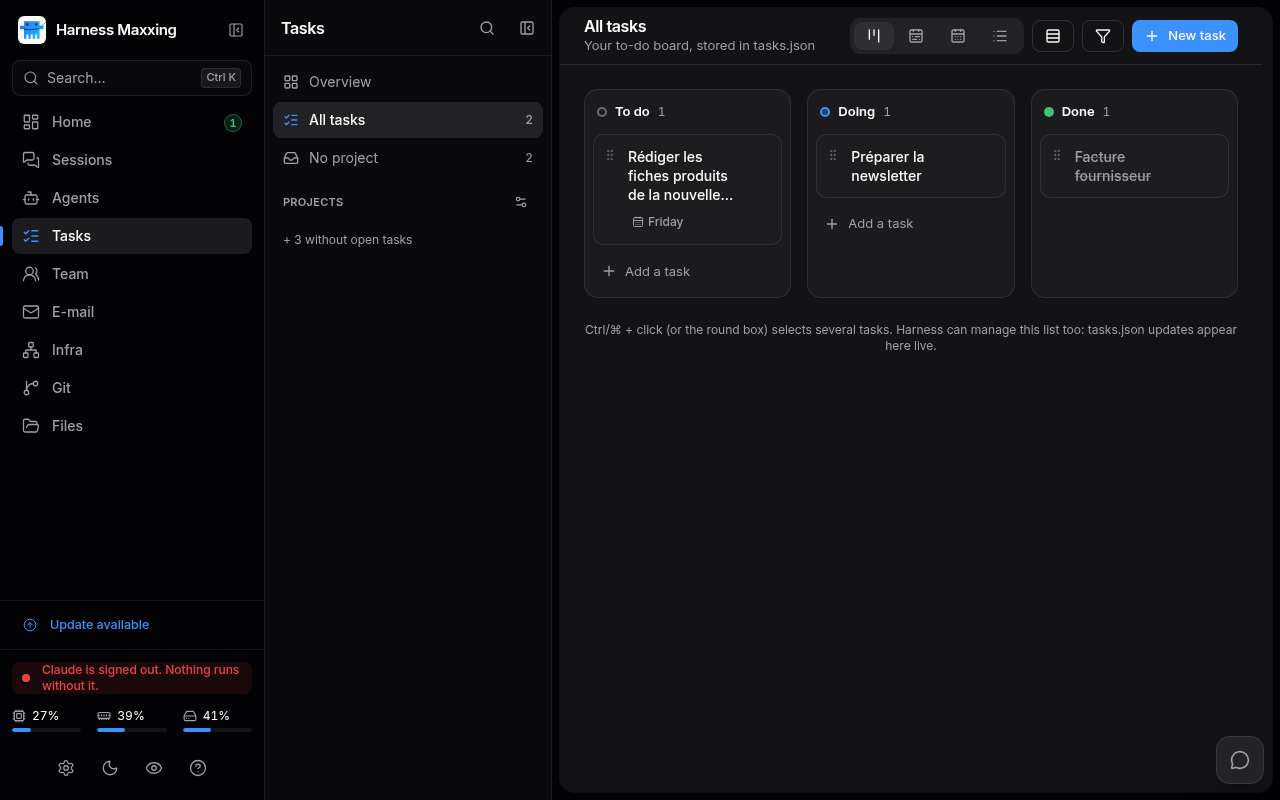 Harness Maxxing
Search...
Ctrl K
Home
1
Sessions
Agents
Tasks
Team
E-mail
Infra
Git
Files
Update available
Claude is signed out. Nothing runs
without it.
27%
39%
41%
Tasks
Overview
All tasks
2
No project
2
PROJECTS
+ 3 without open tasks
All tasks
Your to-do board, stored in tasks.json
New task
To do 1
Rédiger les
fiches produits
de la nouvelle...
Friday
Add a task
Doing 1
Préparer la
newsletter
Add a task
Done 1
Facture
fournisseur
Ctrl/⌘ + click (or the round box) selects several tasks. Harness can manage this list too: tasks.json updates appear
here live.